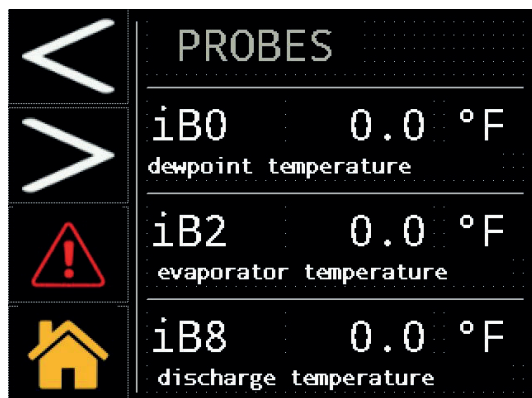 PROBES
iB0 0.0 °F
dewpoint temperature
iB2 0.0 °F
evaporator temperature
iB8 0.0 °F
discharge temperature